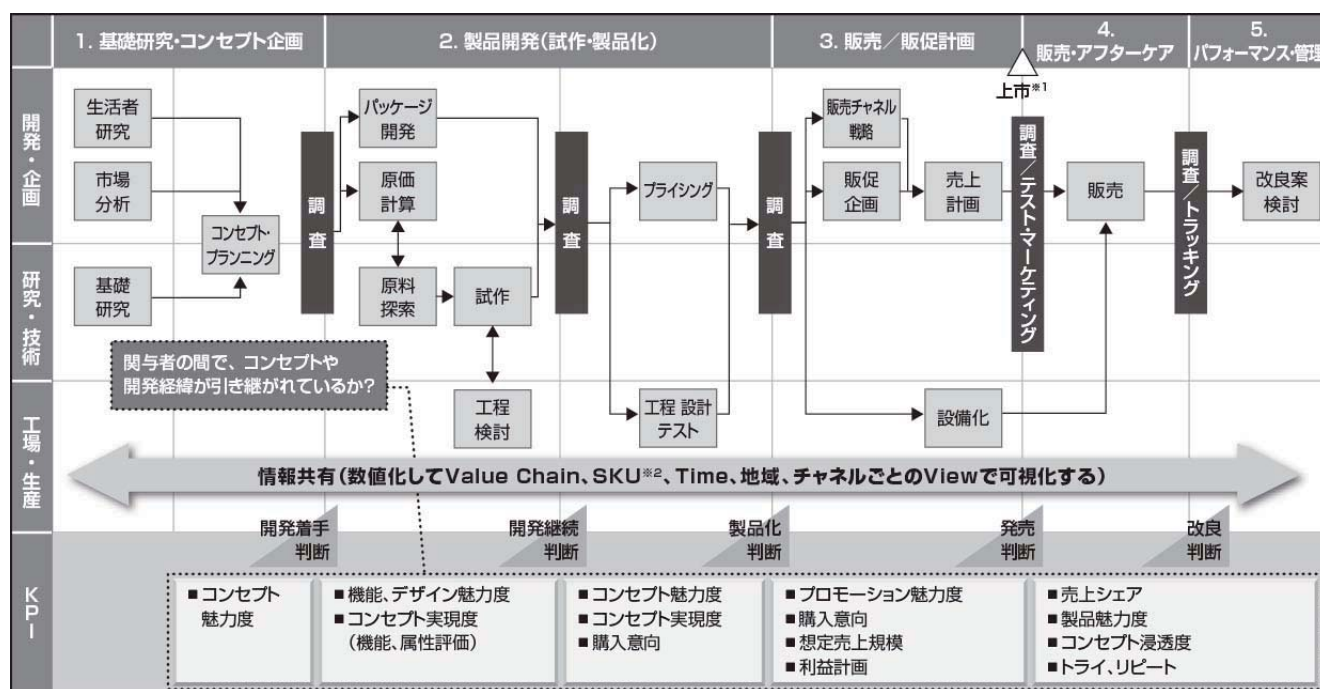 1. 基礎研究・コンセプト企画
2. 製品開発(試作・製品化)
3. 販売／販促計画
4.
販売・アフターケア
5.
パフォーマンス・管理
上市※1
開発・企画
生活者
研究
市場
分析
コンセプト・
プランニング
調査
パッケージ
開発
原価
計算
調査
プライシング
調査
販売チャネル
戦略
販促
企画
売上
計画
調査／テスト・マーケティング
販売
調査／トラッキング
改良案
検討
研究・技術
基礎
研究
原料
探索
試作
関与者の間で、コンセプトや
開発経緯が引き継がれているか?
工場・生産
工程
検討
工程 設計
テスト
設備化
情報共有(数値化してValue Chain、SKU※2、Time、地域、チャネルごとのViewで可視化する)
開発着手
判断
開発継続
判断
製品化
判断
発売
判断
改良
判断
KPI
■コンセプト
魅力度
■機能、デザイン魅力度
■コンセプト実現度
(機能、属性評価)
■コンセプト魅力度
■コンセプト実現度
■購入意向
■プロモーション魅力度
■購入意向
■想定売上規模
■利益計画
■売上シェア
■製品魅力度
■コンセプト浸透度
■トライ、リピート